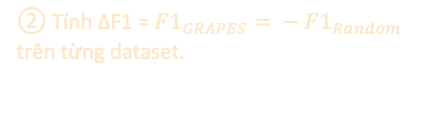 ② Tính ΔF1 = F1_GRAPES = − F1_Random
trên từng dataset.